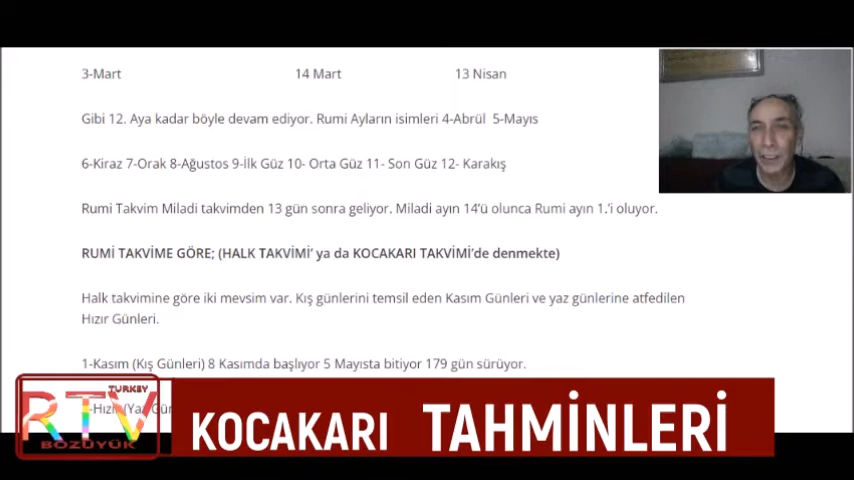 3-Mart 14 Mart 13 Nisan
Gibi 12. Aya kadar böyle devam ediyor. Rumi Ayların isimleri 4-Abrül 5-Mayıs
6-Kiraz 7-Orak 8-Ağustos 9-İlk Güz 10- Orta Güz 11- Son Güz 12- Karakış
Rumi Takvim Miladi takvimden 13 gün sonra geliyor. Miladi ayın 14’ü olunca Rumi ayın 1.’i oluyor.
RUMİ TAKVİME GÖRE; (HALK TAKVİMİ’ ya da KOCAKARI TAKVİMİ’de denmekte)
Halk takvimine göre iki mevsim var. Kış günlerini temsil eden Kasım Günleri ve yaz günlerine atfedilen
Hızır Günleri.
1-Kasım (Kış Günleri) 8 Kasımda başlıyor 5 Mayısta bitiyor 179 gün sürüyor.
TURKEY
RTV
BOZÜYÜK
KOCAKARI TAHMİNLERİ